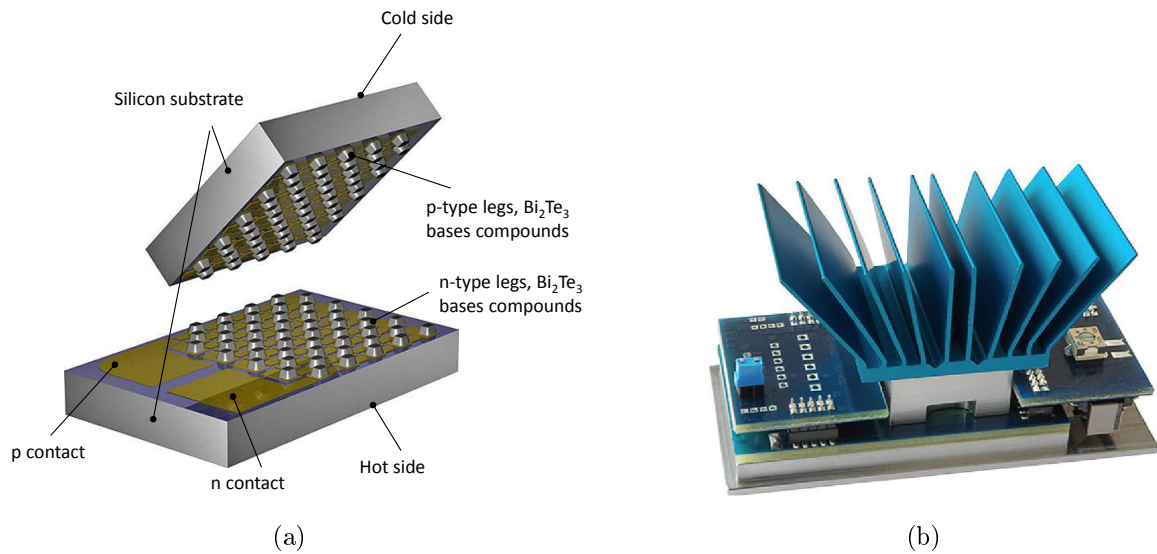 Cold side
Silicon substrate
p-type legs, Bi₂Te₃
bases compounds
n-type legs, Bi₂Te₃
bases compounds
p contact
n contact
Hot side
(a)
(b)